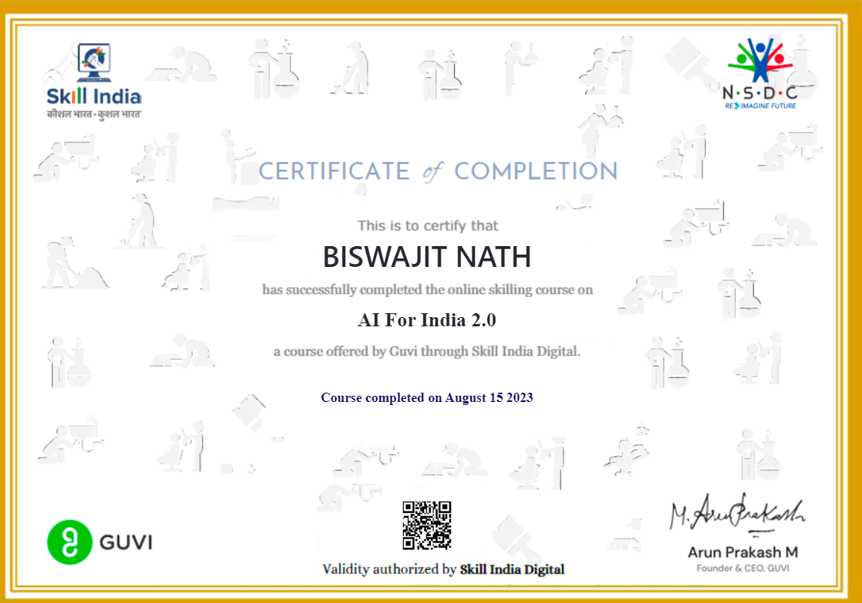 Skill India
कौशल भारत - कुशल भारत
N·S·D·C
RE IMAGINE FUTURE
CERTIFICATE of COMPLETION
This is to certify that
BISWAJIT NATH
has successfully completed the online skilling course on
AI For India 2.0
a course offered by Guvi through Skill India Digital.
Course completed on August 15 2023
GUVI
M. Arun Prakash
Arun Prakash M
Founder & CEO, GUVI
Validity authorized by Skill India Digital